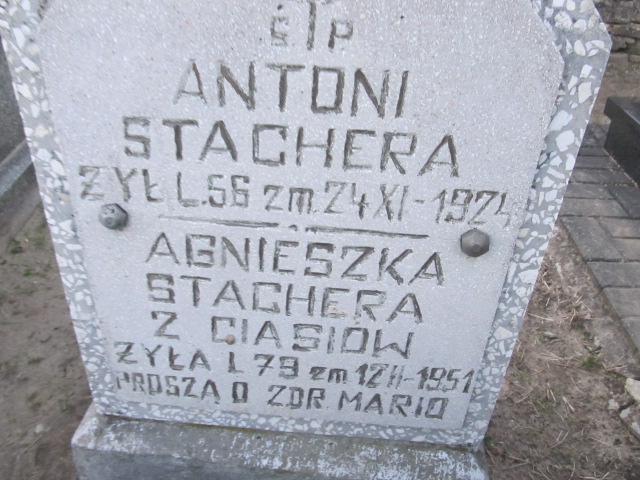 Ś P
ANTONI
STACHERA
ŻYŁ L.56 zm. 24 XI - 1924
AGNIESZKA
STACHERA
Z CIASIÓW
ŻYŁA L 79 zm. 12 II - 1951
PROSZĄ O ZDR MARIO